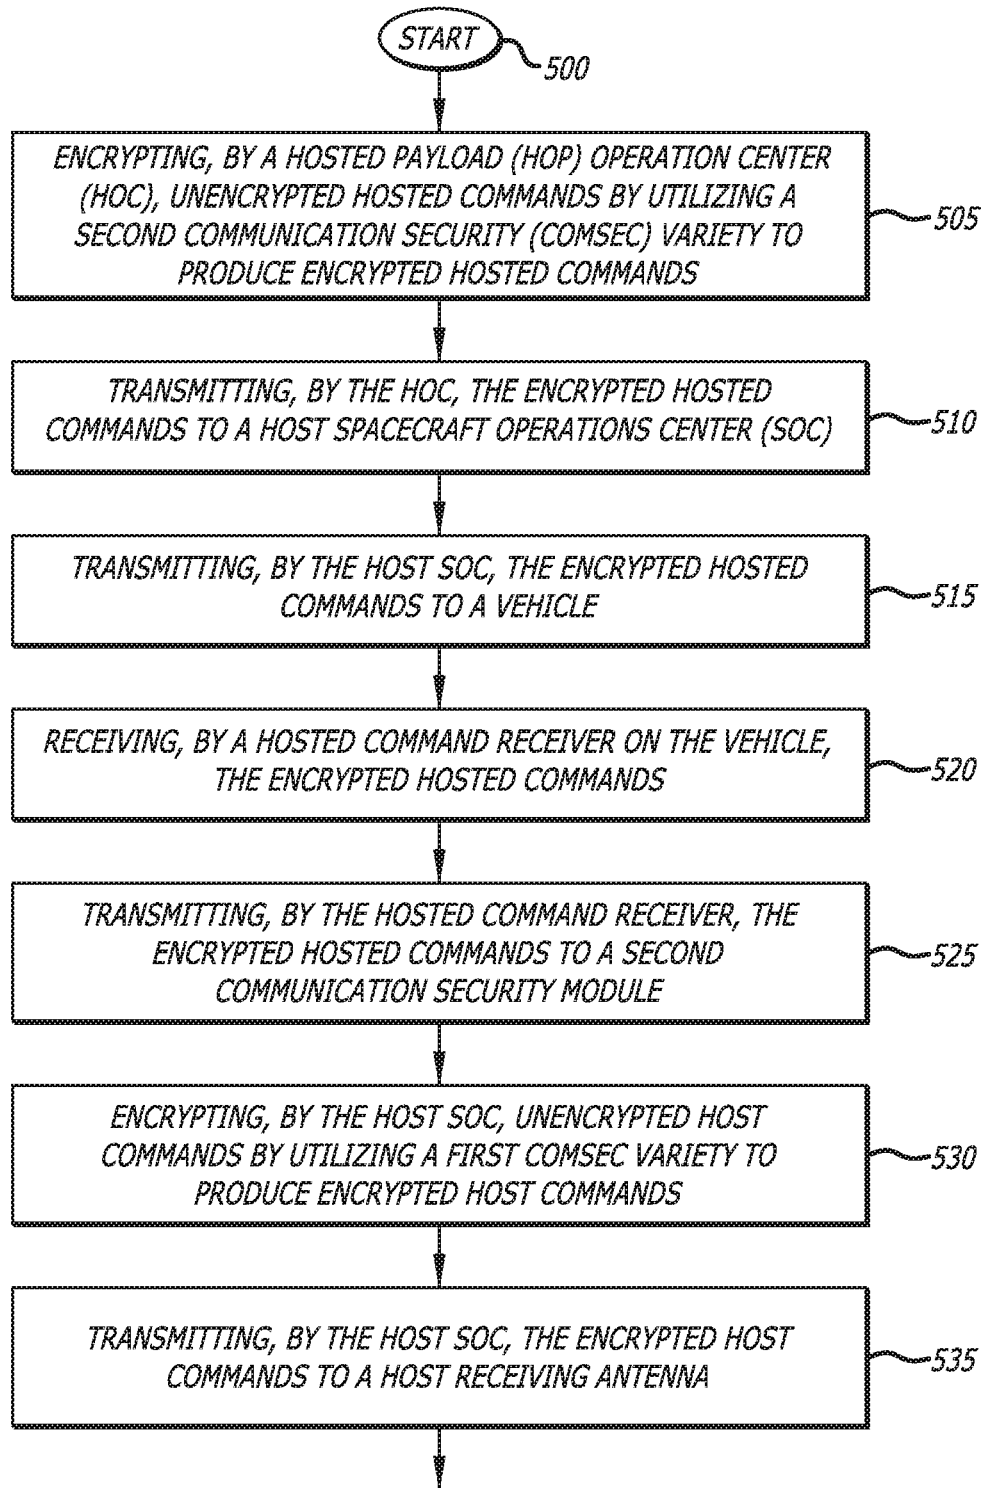 START
500
ENCRYPTING, BY A HOSTED PAYLOAD (HOP) OPERATION CENTER
(HOC), UNENCRYPTED HOSTED COMMANDS BY UTILIZING A
SECOND COMMUNICATION SECURITY (COMSEC) VARIETY TO
PRODUCE ENCRYPTED HOSTED COMMANDS
505
TRANSMITTING, BY THE HOC, THE ENCRYPTED HOSTED
COMMANDS TO A HOST SPACECRAFT OPERATIONS CENTER (SOC)
510
TRANSMITTING, BY THE HOST SOC, THE ENCRYPTED HOSTED
COMMANDS TO A VEHICLE
515
RECEIVING, BY A HOSTED COMMAND RECEIVER ON THE VEHICLE,
THE ENCRYPTED HOSTED COMMANDS
520
TRANSMITTING, BY THE HOSTED COMMAND RECEIVER, THE
ENCRYPTED HOSTED COMMANDS TO A SECOND
COMMUNICATION SECURITY MODULE
525
ENCRYPTING, BY THE HOST SOC, UNENCRYPTED HOST
COMMANDS BY UTILIZING A FIRST COMSEC VARIETY TO
PRODUCE ENCRYPTED HOST COMMANDS
530
TRANSMITTING, BY THE HOST SOC, THE ENCRYPTED HOST
COMMANDS TO A HOST RECEIVING ANTENNA
535